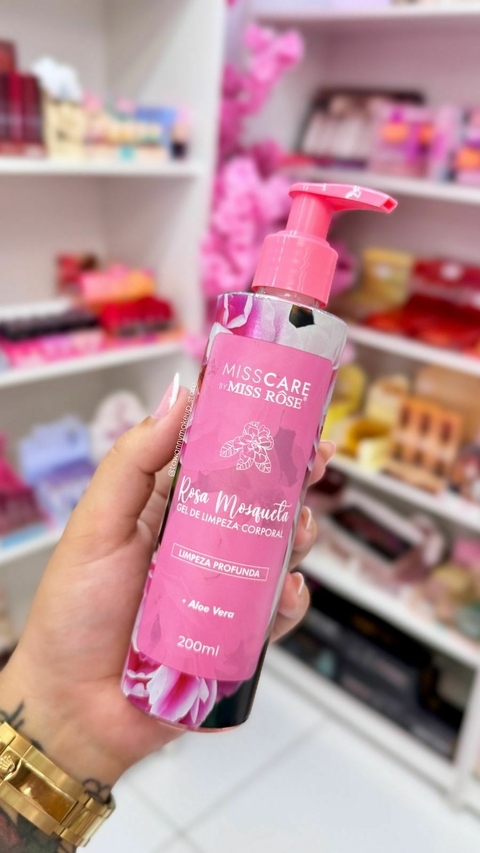 MISSCARE
BY MISS RÔSE
Rosa Mosqueta
GEL DE LIMPEZA CORPORAL
LIMPEZA PROFUNDA
+ Aloe Vera
200ml